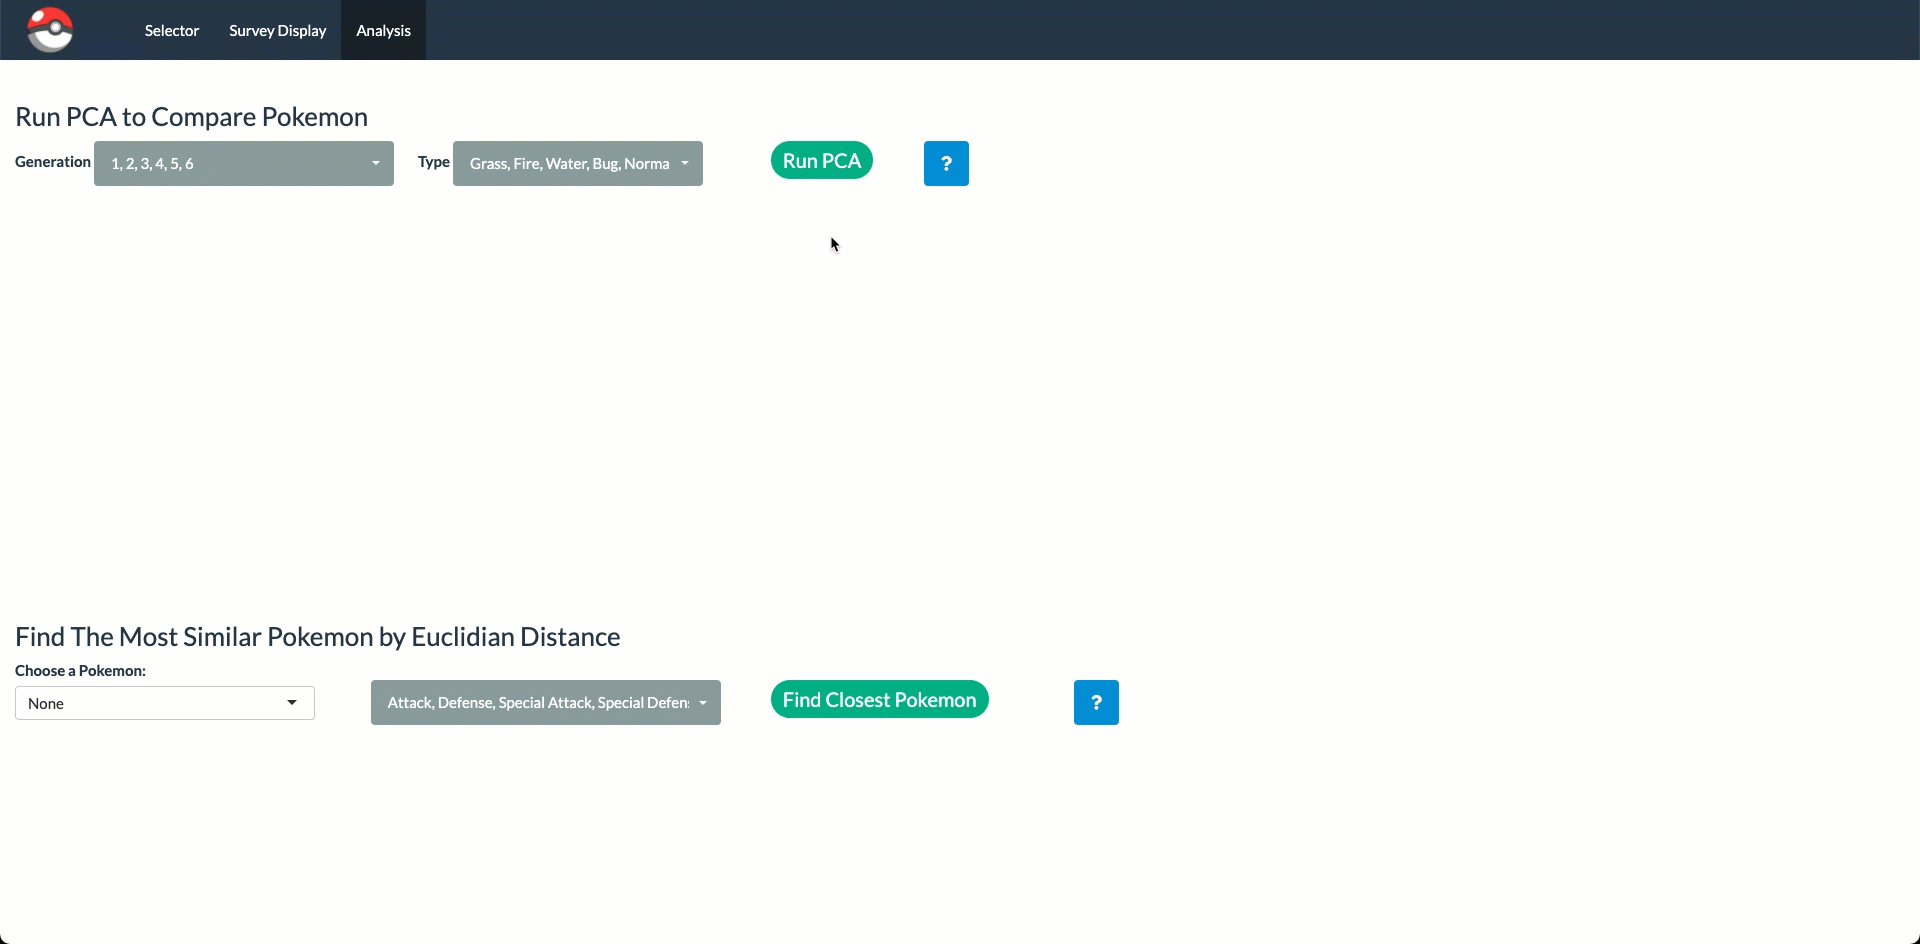 Selector Survey Display Analysis
Run PCA to Compare Pokemon
Generation 1, 2, 3, 4, 5, 6 Type Grass, Fire, Water, Bug, Norma Run PCA ?
Find The Most Similar Pokemon by Euclidian Distance
Choose a Pokemon:
None Attack, Defense, Special Attack, Special Defen Find Closest Pokemon ?